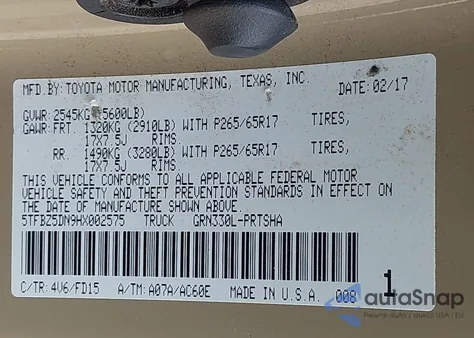 MFD.BY:TOYOTA MOTOR MANUFACTURING, TEXAS, INC.
DATE:02/17
GVWR:2545KG(5600LB)
GAWR:FRT. 1320KG (2910LB) WITH P265/65R17 TIRES,
17X7.5J RIMS
RR. 1490KG (3280LB) WITH P265/65R17 TIRES,
17X7.5J RIMS.
THIS VEHICLE CONFORMS TO ALL APPLICABLE FEDERAL MOTOR
VEHICLE SAFETY AND THEFT PREVENTION STANDARDS IN EFFECT ON
THE DATE OF MANUFACTURE SHOWN ABOVE.
5TFBZ5DN9HX002575 TRUCK GRN330L-PRTSHA
C/TR:4V6/FD15 A/TM:A07A/AC60E MADE IN U.S.A. 008 1
autoSnap